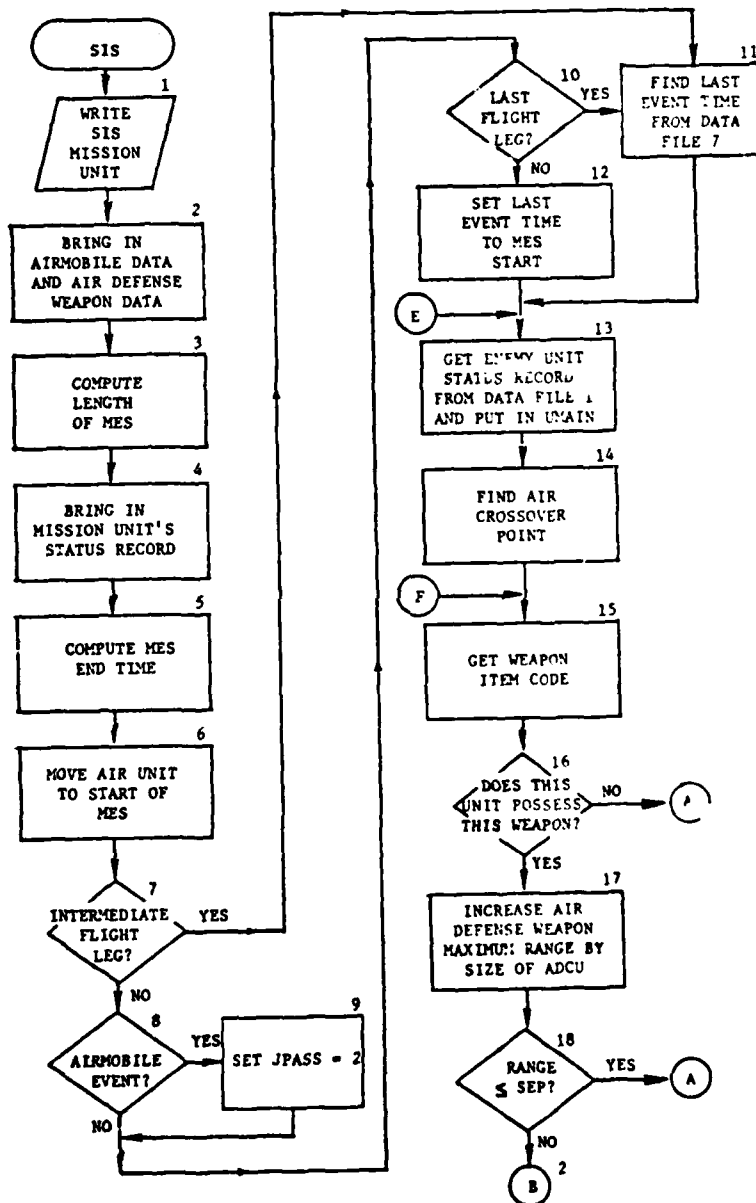 SIS
1
WRITE
SIS
MISSION
UNIT
2
BRING IN
AIRMOBILE DATA
AND AIR DEFENSE
WEAPON DATA
3
COMPUTE
LENGTH
OF MES
4
BRING IN
MISSION UNIT'S
STATUS RECORD
5
COMPUTE MES
END TIME
6
MOVE AIR UNIT
TO START OF
MES
7
INTERMEDIATE
FLIGHT
LEG?
YES
NO
8
AIRMOBILE
EVENT?
YES
NO
9
SET JPASS = 2
10
LAST
FLIGHT
LEG?
YES
NO
11
FIND LAST
EVENT TIME
FROM DATA
FILE 7
12
SET LAST
EVENT TIME
TO MES
START
E
13
GET ENEMY UNIT
STATUS RECORD
FROM DATA FILE 1
AND PUT IN UMAIN
14
FIND AIR
CROSSOVER
POINT
F
15
GET WEAPON
ITEM CODE
16
DOES THIS
UNIT POSSESS
THIS WEAPON?
NO
A
YES
17
INCREASE AIR
DEFENSE WEAPON
MAXIMUM RANGE BY
SIZE OF ADCU
18
RANGE
≤ SEP?
YES
A
NO
2
B